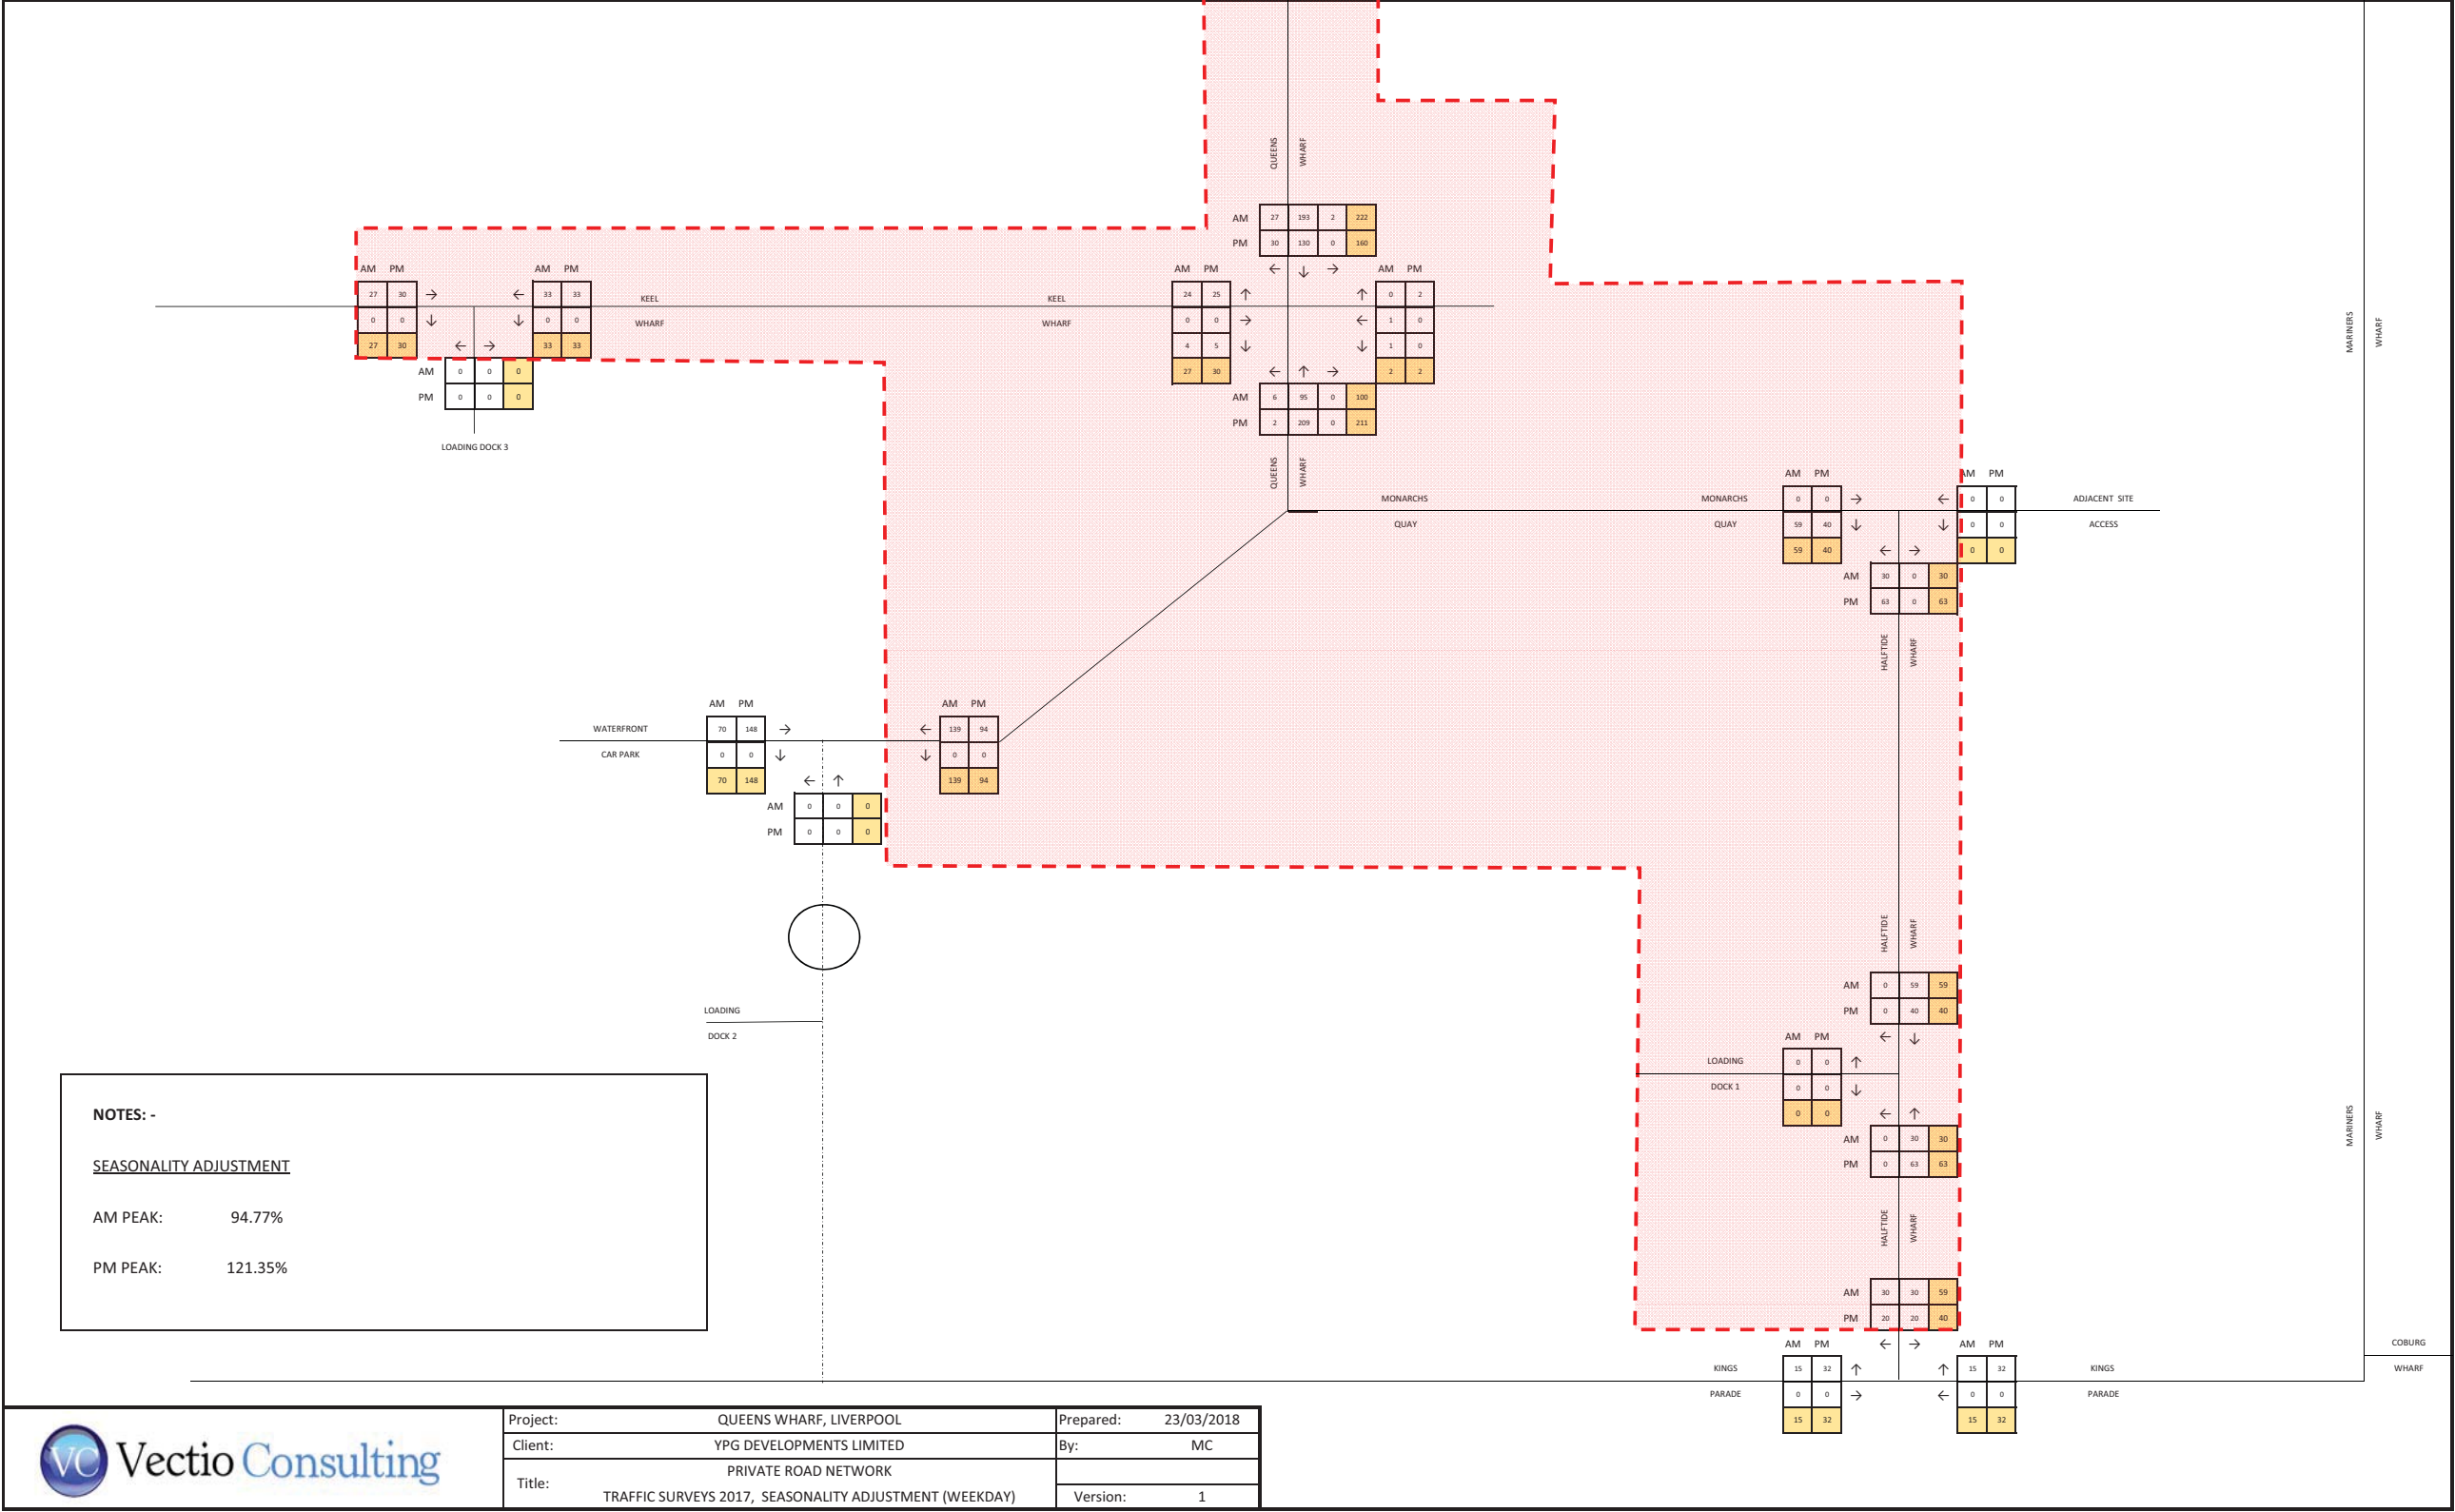 QUEENS
WHARF
AM 27 193 2 222
PM 30 130 0 160
← ↓ →
AM PM
27 30 →
0 0 ↓
27 30
AM PM
← 33 33
↓ 0 0
33 33
← →
AM 0 0 0
PM 0 0 0
LOADING DOCK 3
KEEL
WHARF
KEEL
WHARF
AM PM
24 25 ↑
0 0 →
4 5 ↓
27 30
AM PM
↑ 0 2
← 1 0
↓ 1 0
2 2
← ↑ →
AM 6 95 0 100
PM 2 209 0 211
QUEENS
WHARF
MARINERS
WHARF
MONARCHS
QUAY
MONARCHS
QUAY
AM PM
0 0 →
59 40 ↓
59 40
AM PM
← 0 0
↓ 0 0
0 0
ADJACENT SITE
ACCESS
← →
AM 30 0 30
PM 63 0 63
HALFTIDE
WHARF
WATERFRONT
CAR PARK
AM PM
70 148 →
0 0 ↓
70 148
AM PM
← 139 94
↓ 0 0
139 94
← ↑
AM 0 0 0
PM 0 0 0
LOADING
DOCK 2
HALFTIDE
WHARF
AM 0 59 59
PM 0 40 40
← ↓
AM PM
0 0 ↑
0 0 ↓
0 0
LOADING
DOCK 1
← ↑
AM 0 30 30
PM 0 63 63
MARINERS
WHARF
HALFTIDE
WHARF
AM 30 30 59
PM 20 20 40
← →
AM PM
15 32 ↑
0 0 →
15 32
AM PM
↑ 15 32
← 0 0
15 32
KINGS
PARADE
KINGS
PARADE
COBURG
WHARF
NOTES: -
SEASONALITY ADJUSTMENT
AM PEAK: 94.77%
PM PEAK: 121.35%
VC Vectio Consulting
Project: QUEENS WHARF, LIVERPOOL Prepared: 23/03/2018
Client: YPG DEVELOPMENTS LIMITED By: MC
Title: PRIVATE ROAD NETWORK
TRAFFIC SURVEYS 2017, SEASONALITY ADJUSTMENT (WEEKDAY) Version: 1